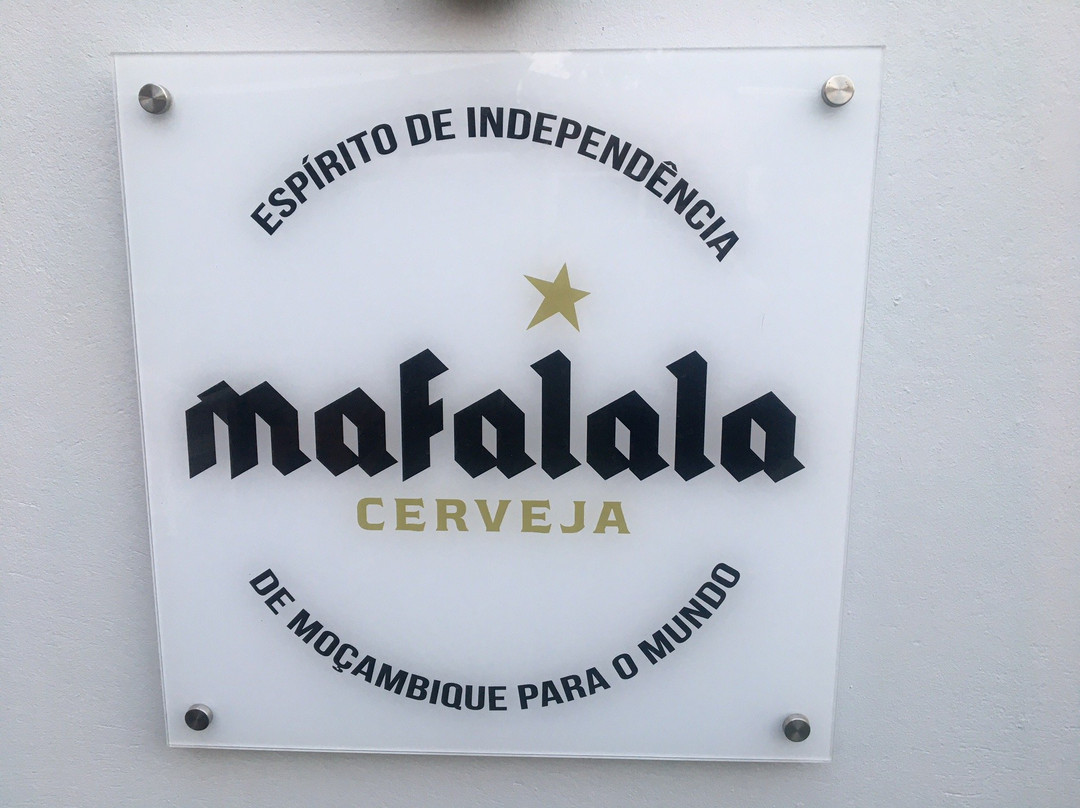 ESPÍRITO DE INDEPENDÊNCIA
mafalala
CERVEJA
DE MOÇAMBIQUE PARA O MUNDO